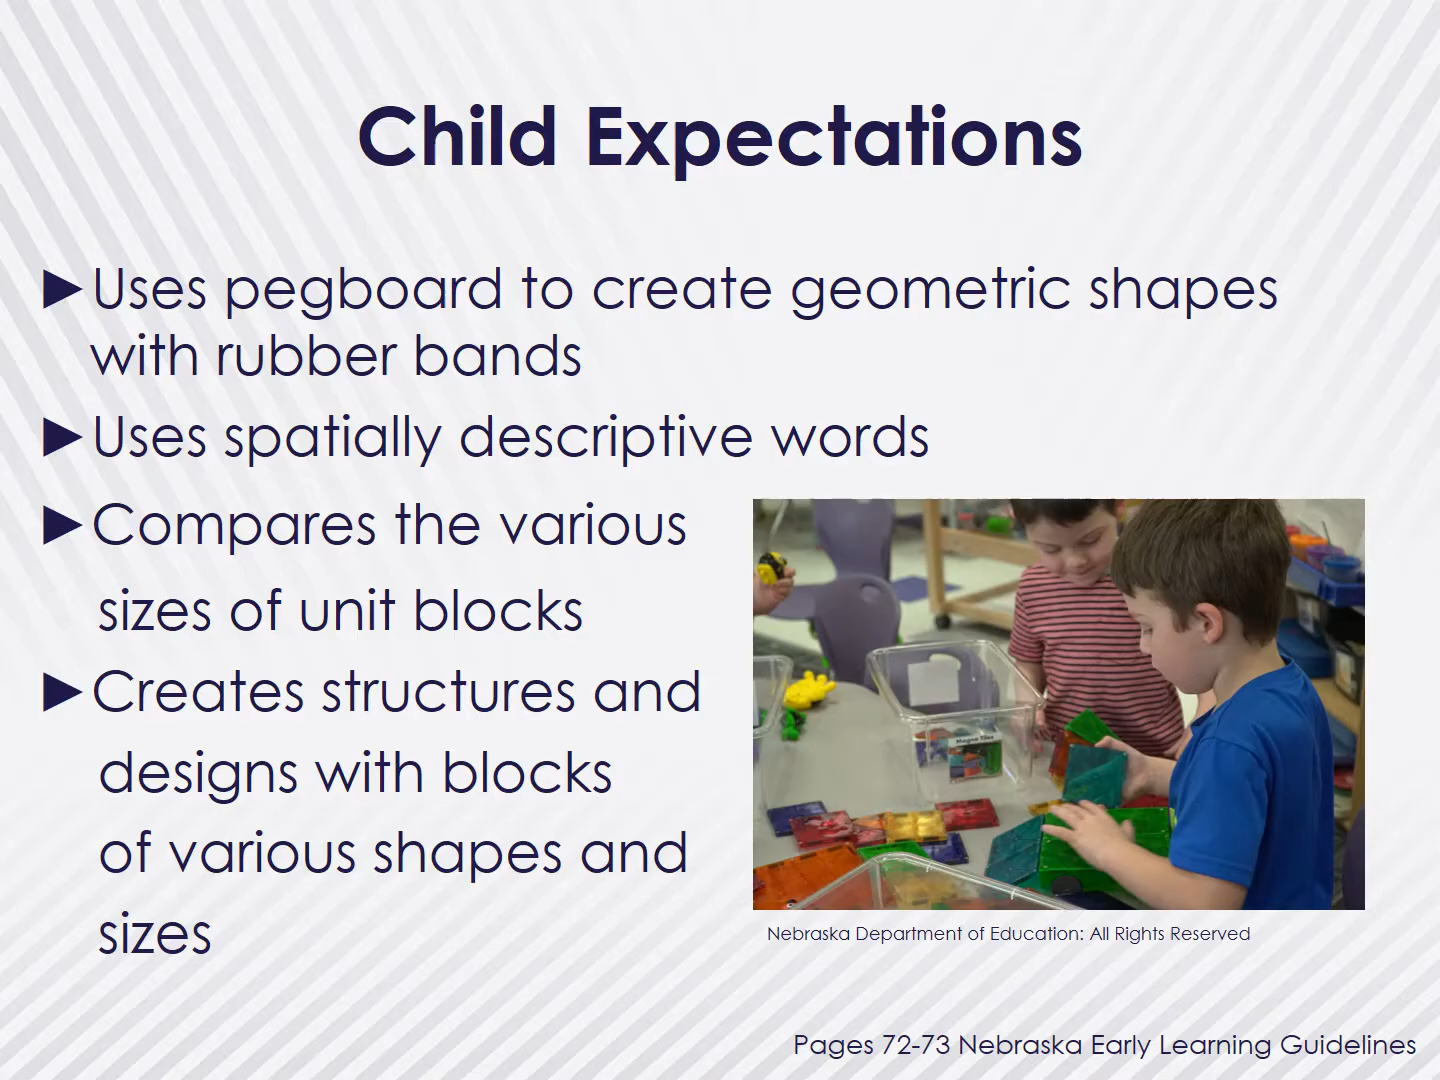 Child Expectations
►Uses pegboard to create geometric shapes
with rubber bands
►Uses spatially descriptive words
►Compares the various
sizes of unit blocks
►Creates structures and
designs with blocks
of various shapes and
sizes
Magna Tiles
Nebraska Department of Education: All Rights Reserved
Pages 72-73 Nebraska Early Learning Guidelines